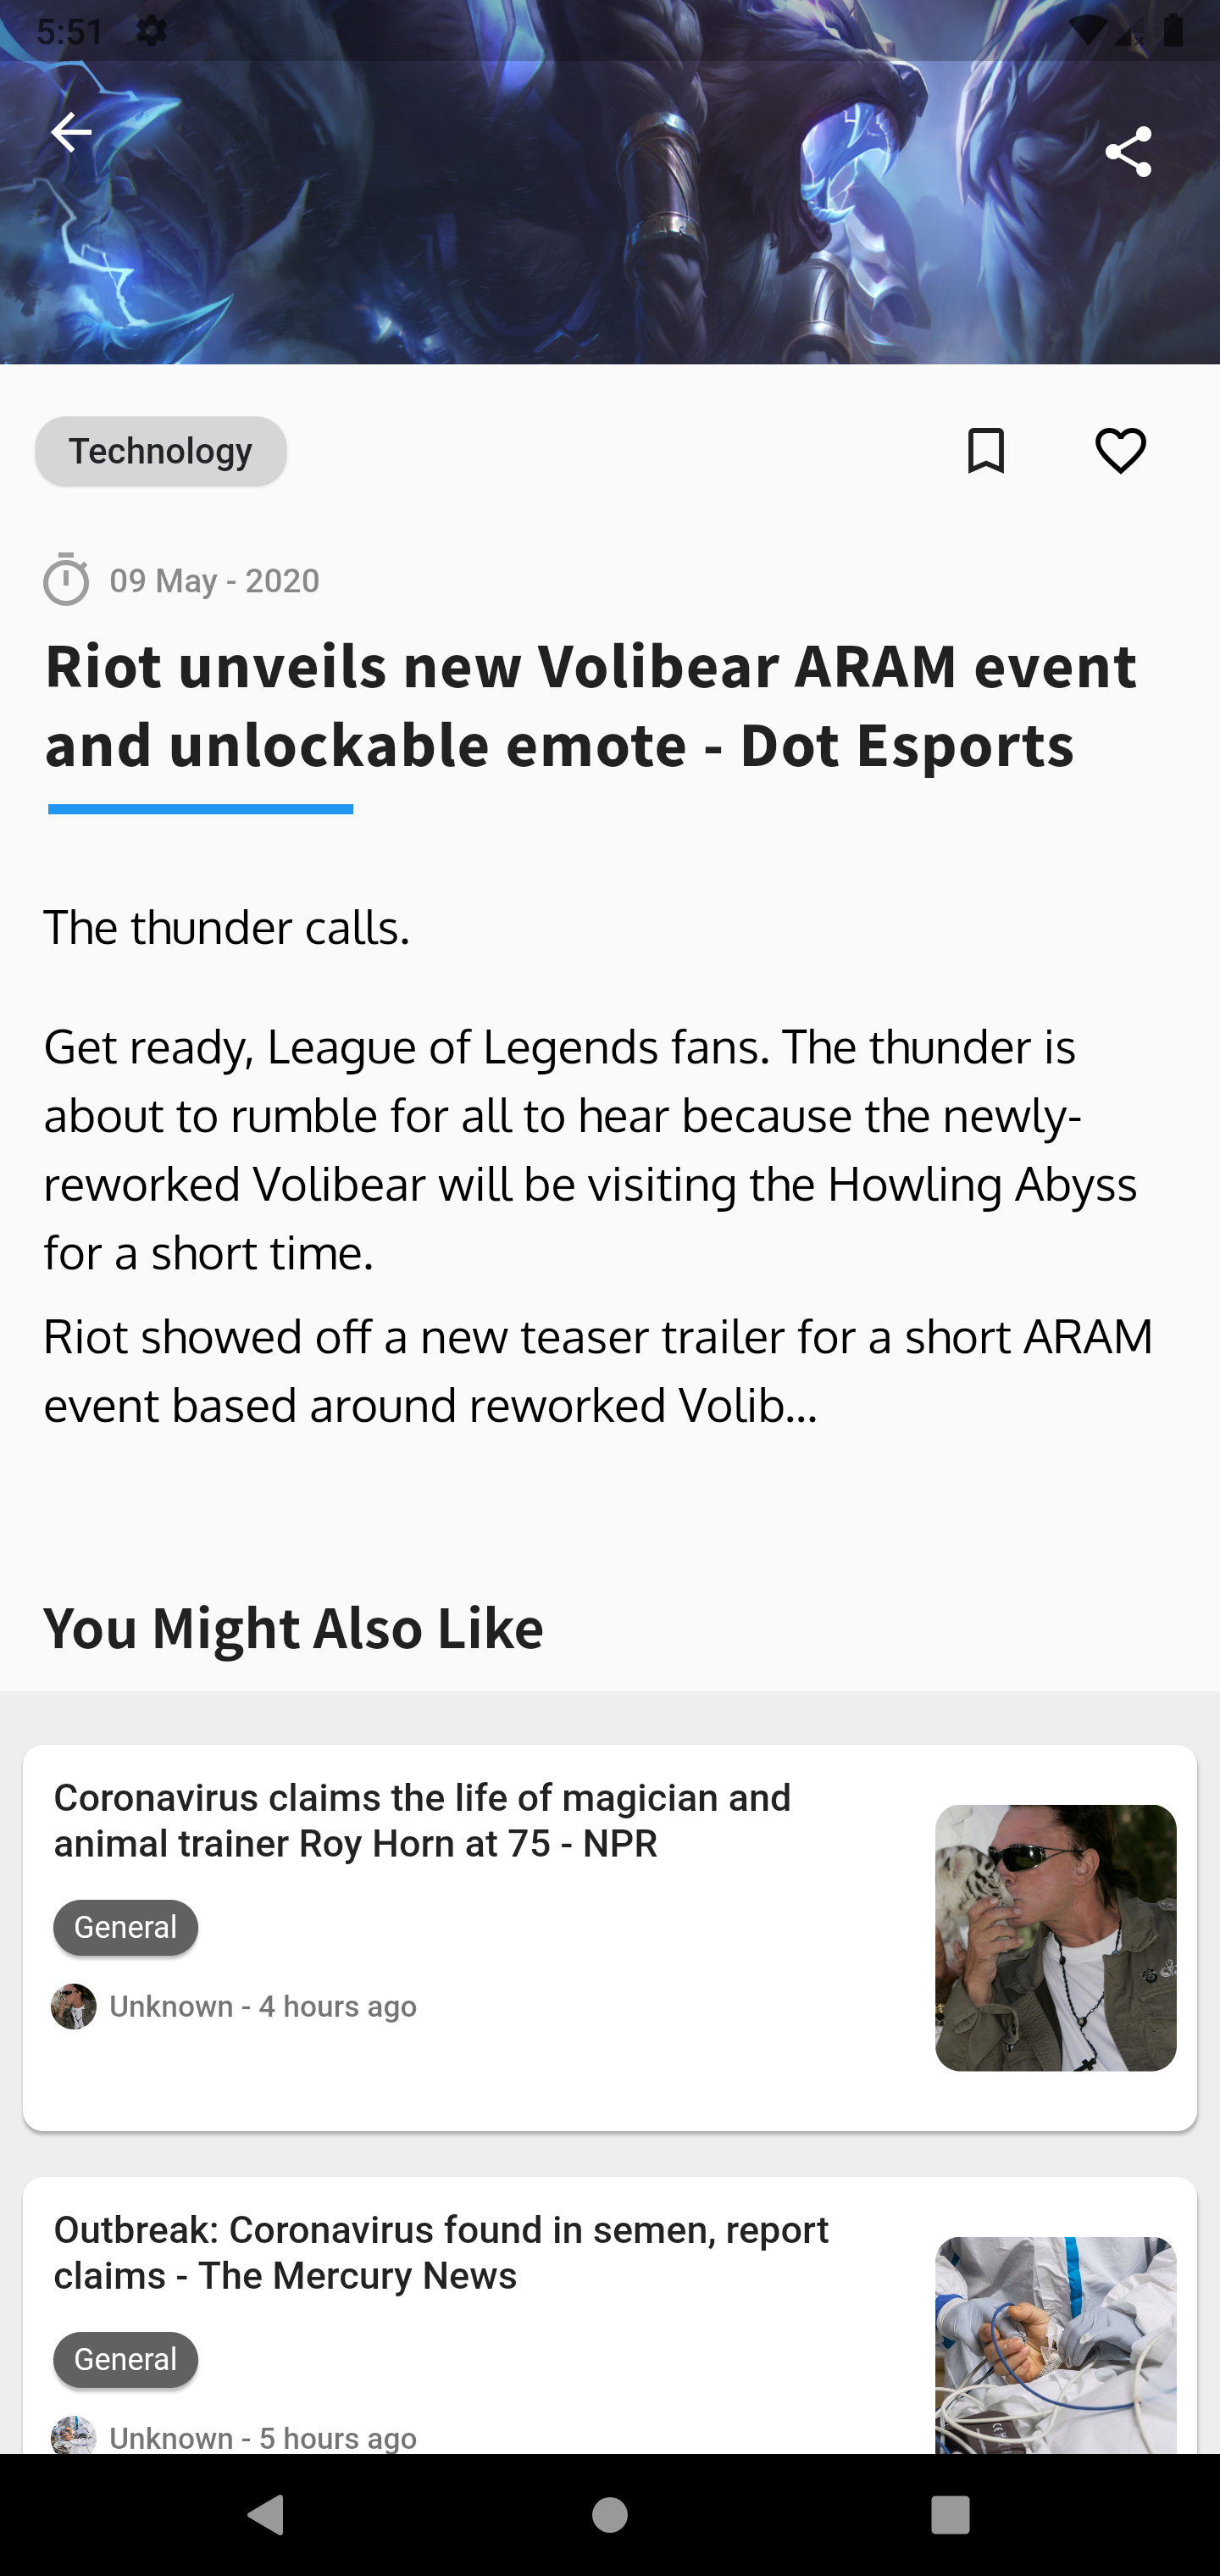 5:51
Technology
09 May - 2020
Riot unveils new Volibear ARAM event
and unlockable emote - Dot Esports
The thunder calls.
Get ready, League of Legends fans. The thunder is
about to rumble for all to hear because the newly-
reworked Volibear will be visiting the Howling Abyss
for a short time.
Riot showed off a new teaser trailer for a short ARAM
event based around reworked Volib...
You Might Also Like
Coronavirus claims the life of magician and
animal trainer Roy Horn at 75 - NPR
General
Unknown - 4 hours ago
Outbreak: Coronavirus found in semen, report
claims - The Mercury News
General
Unknown - 5 hours ago